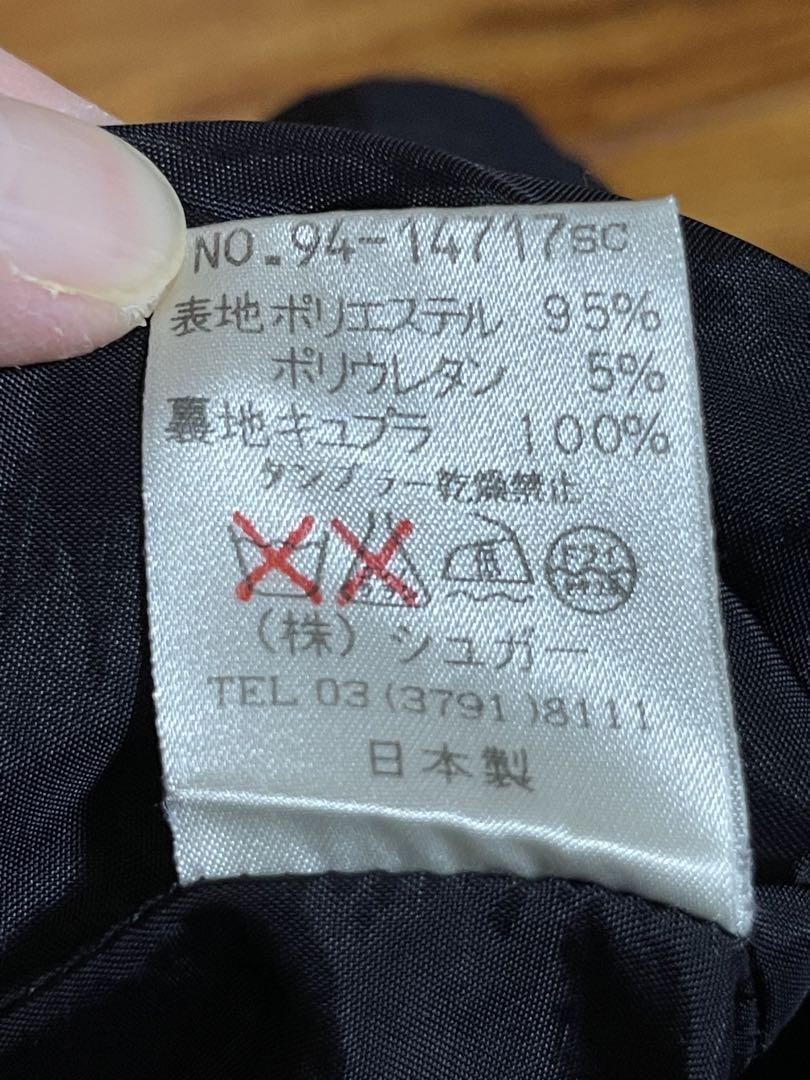 NO.94-14717SC
表地ポリエステル 95%
ポリウレタン 5%
裏地キュプラ 100%
タンブラー乾燥禁止
低
(株)シュガー
TEL 03(3791)8111
日本製